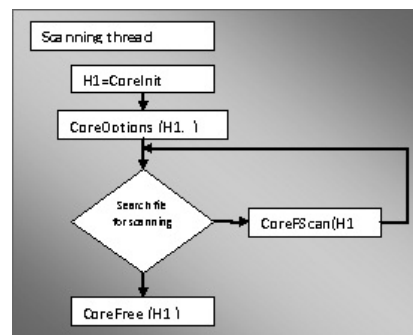 Scanning thread
H1=CoreInit
CoreOptions (H1. )
Search file
for scanning
CoreFScan(H1
CoreFree (H1 )